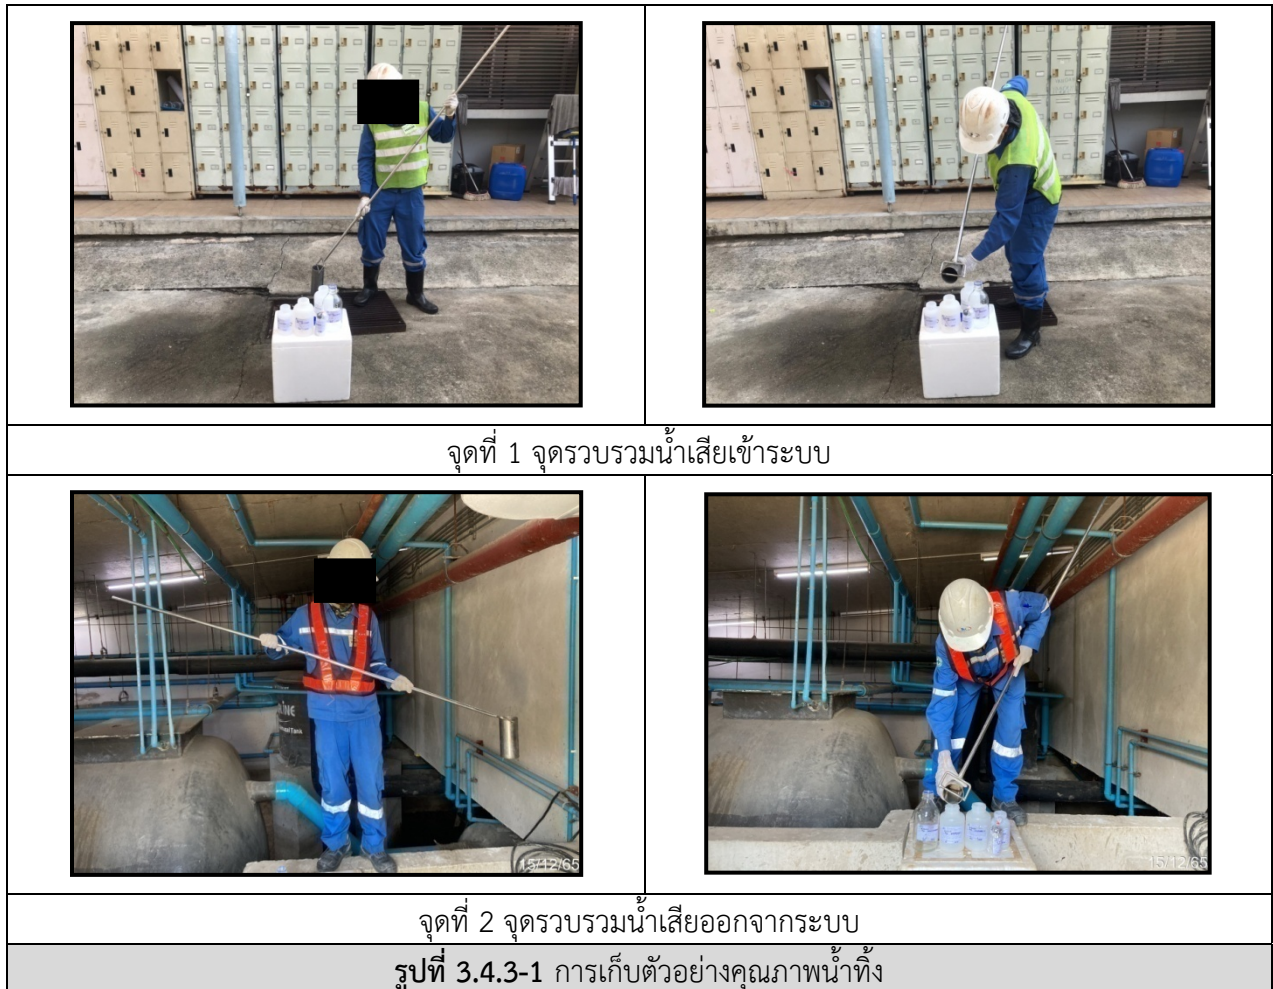 จุดที่ 1 จุดรวบรวมน้ำเสียเข้าระบบ
LINE
15/12/65
15/12/65
จุดที่ 2 จุดรวบรวมน้ำเสียออกจากระบบ
รูปที่ 3.4.3-1 การเก็บตัวอย่างคุณภาพน้ำทิ้ง